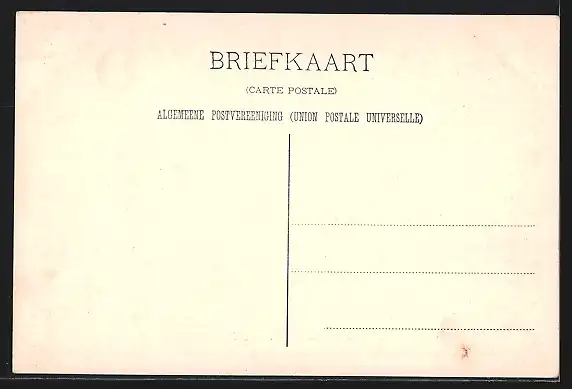 BRIEFKAART
(CARTE POSTALE)
ALGEMEENE POSTVEREENIGING (UNION POSTALE UNIVERSELLE)